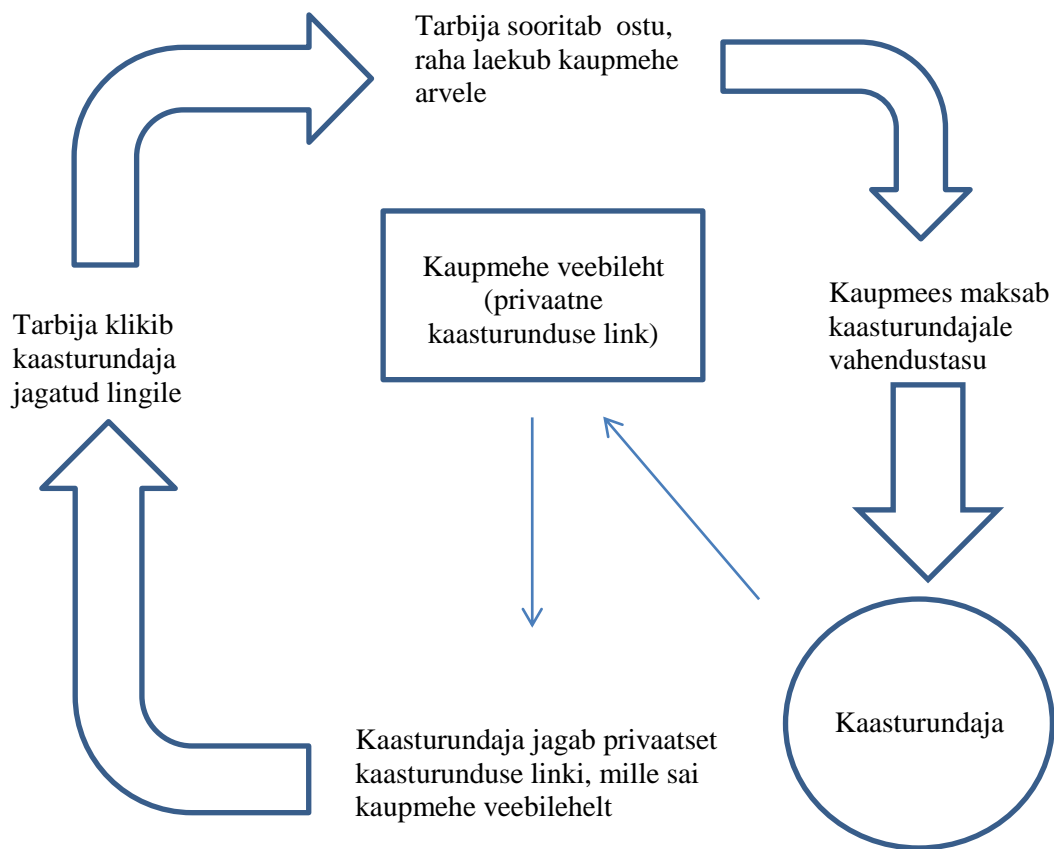 Tarbija sooritab ostu,
raha laekub kaupmehe
arvele
Kaupmehe veebileht
(privaatne
kaasturunduse link)
Kaupmees maksab
kaasturundajale
vahendustasu
Tarbija klikib
kaasturundaja
jagatud lingile
Kaasturundaja
Kaasturundaja jagab privaatset
kaasturunduse linki, mille sai
kaupmehe veebilehelt